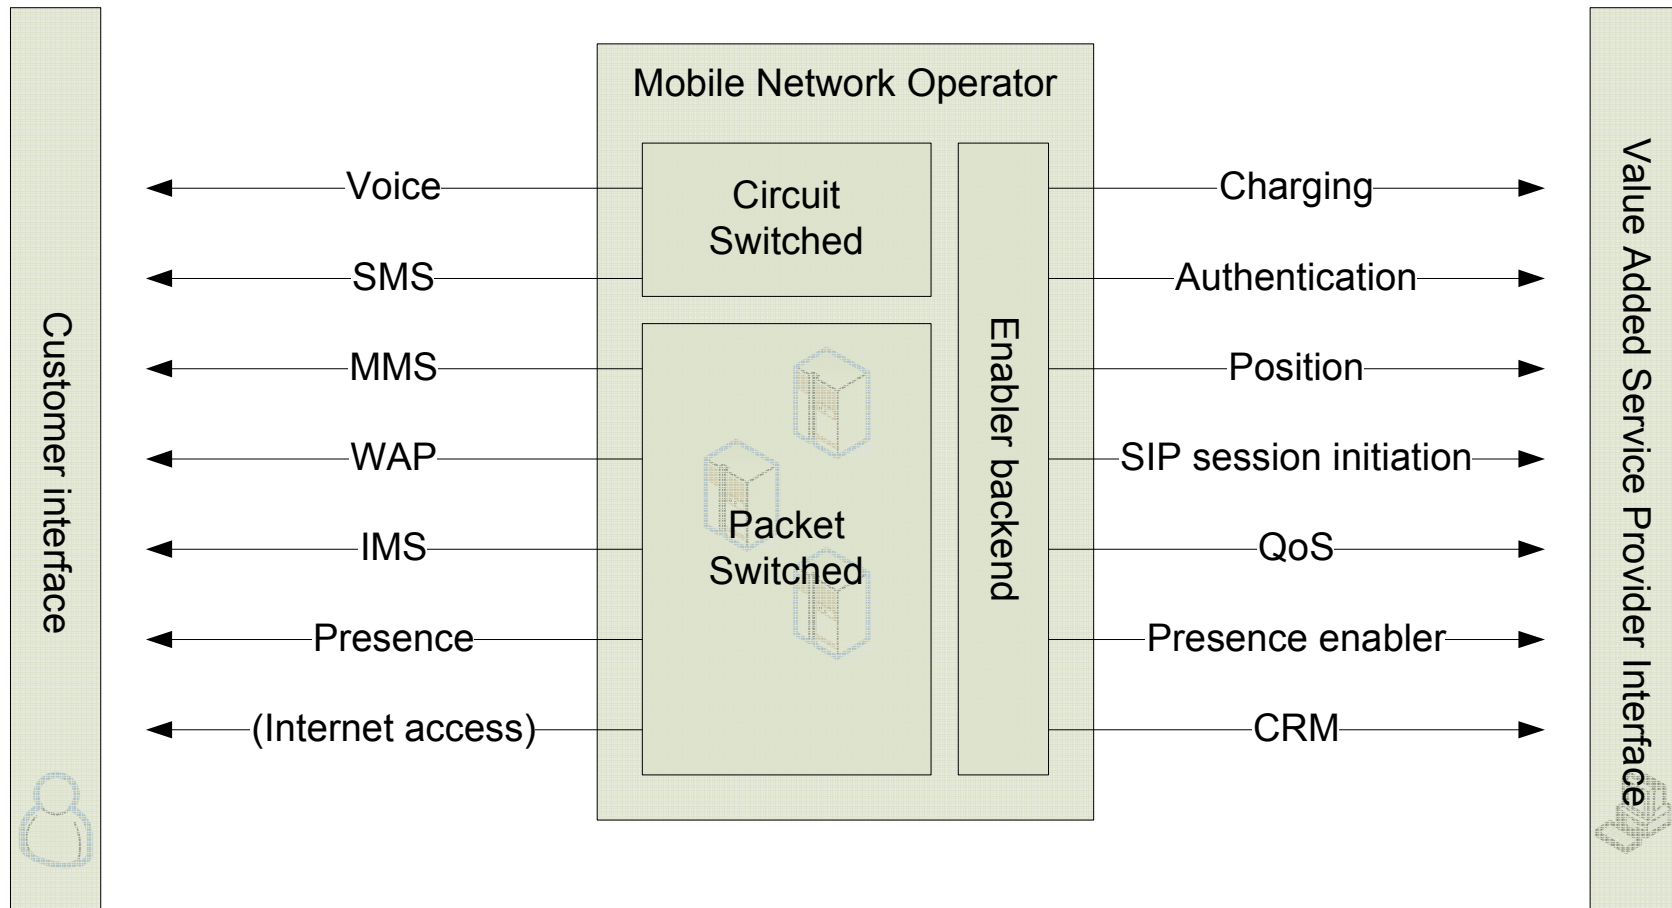 Mobile Network Operator
Customer interface
Voice
SMS
MMS
WAP
IMS
Presence
(Internet access)
Circuit
Switched
Packet
Switched
Enabler backend
Charging
Authentication
Position
SIP session initiation
QoS
Presence enabler
CRM
Value Added Service Provider Interface